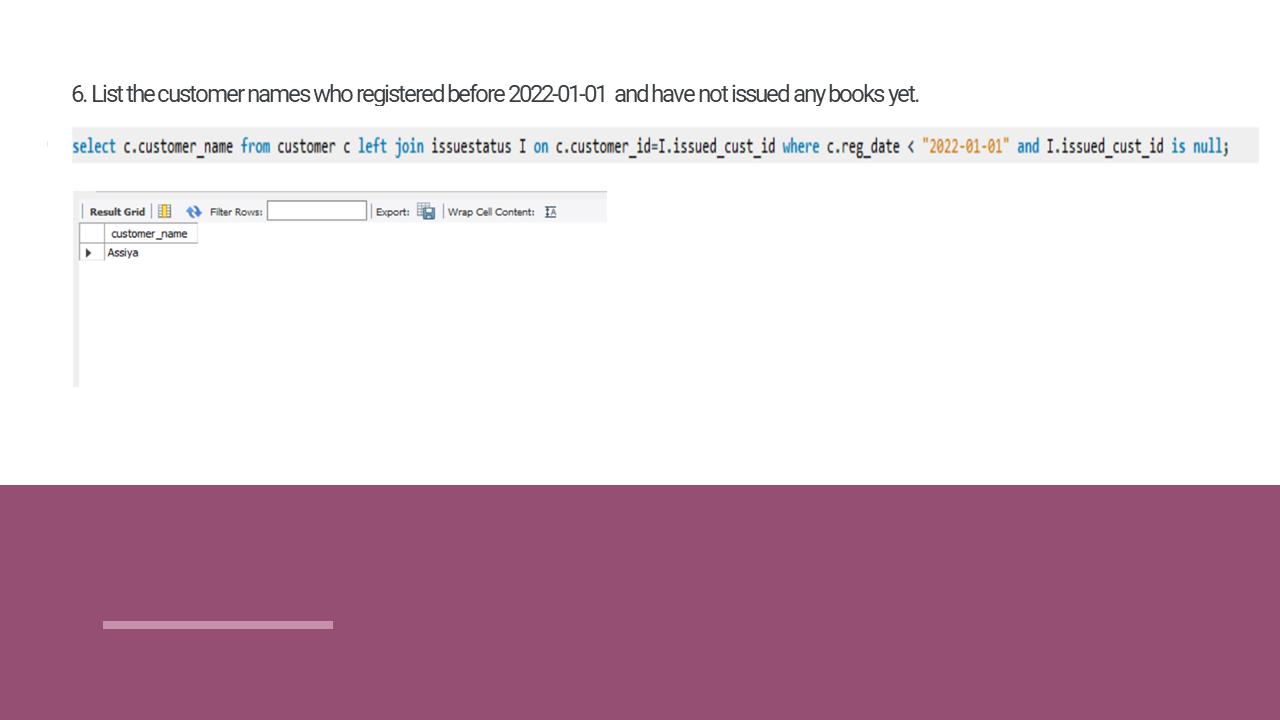 6. List the customer names who registered before 2022-01-01 and have not issued any books yet.
select c.customer_name from customer c left join issuestatus I on c.customer_id=I.issued_cust_id where c.reg_date < "2022-01-01" and I.issued_cust_id is null;
Result Grid Filter Rows: Export: Wrap Cell Content:
customer_name
Assiya